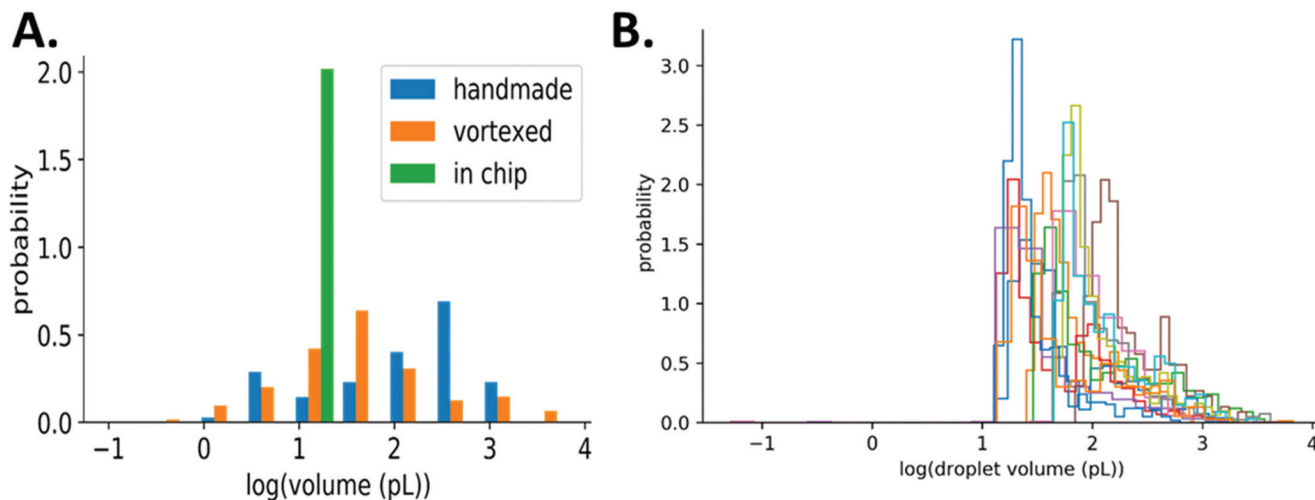 A.
2.0
1.5
1.0
0.5
0.0
probability
handmade
vortexed
in chip
−1 0 1 2 3 4
log(volume (pL))
B.
3.0
2.5
2.0
1.5
1.0
0.5
0.0
probability
−1 0 1 2 3 4
log(droplet volume (pL))